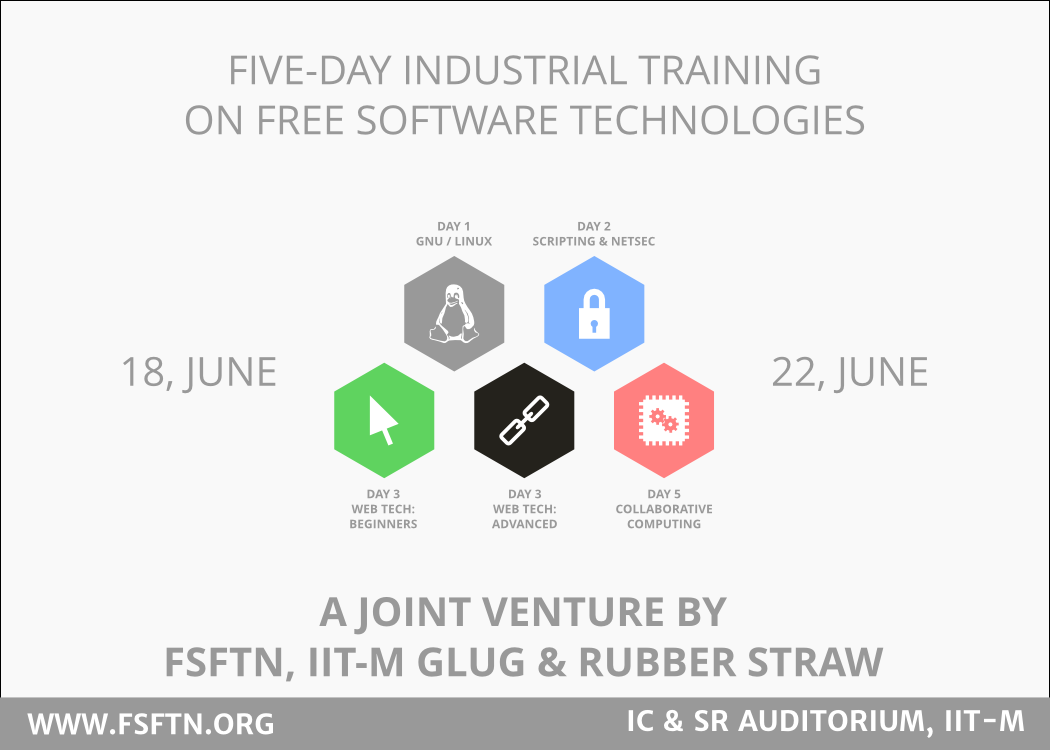 FIVE-DAY INDUSTRIAL TRAINING
ON FREE SOFTWARE TECHNOLOGIES
DAY 1
GNU / LINUX
DAY 2
SCRIPTING & NETSEC
18, JUNE
22, JUNE
DAY 3
WEB TECH:
BEGINNERS
DAY 3
WEB TECH:
ADVANCED
DAY 5
COLLABORATIVE
COMPUTING
A JOINT VENTURE BY
FSFTN, IIT-M GLUG & RUBBER STRAW
WWW.FSFTN.ORG
IC & SR AUDITORIUM, IIT-M